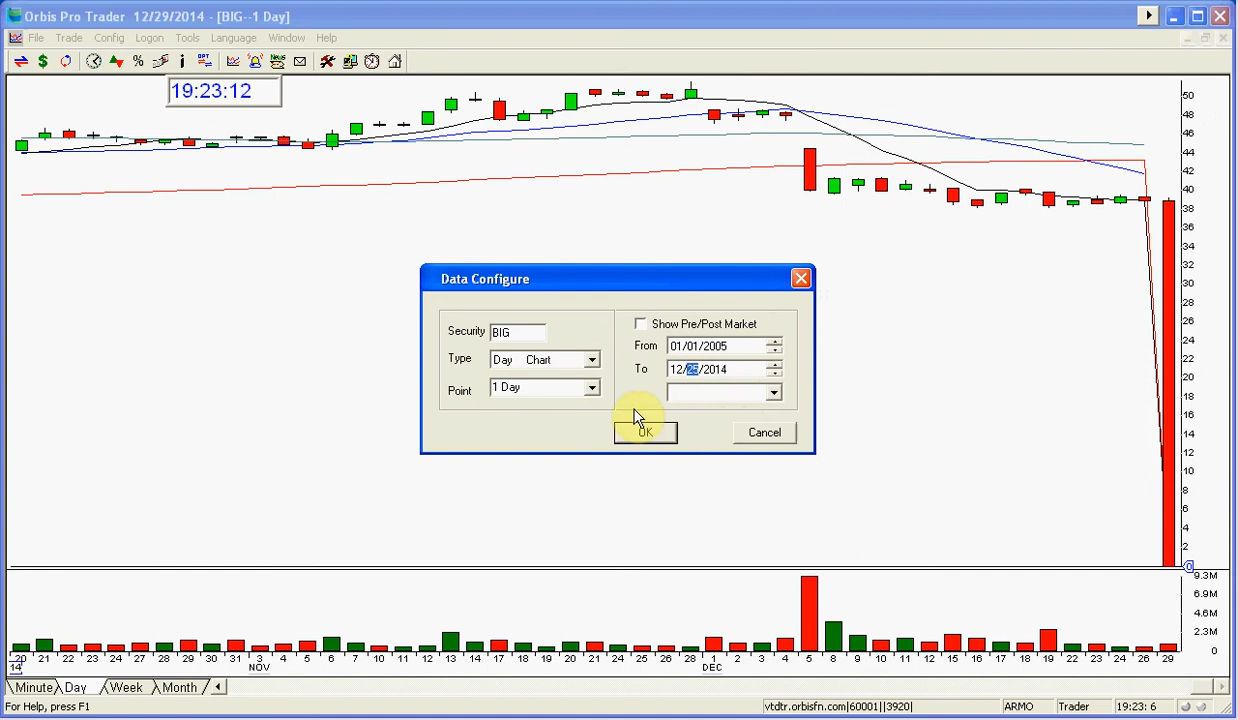 Orbis Pro Trader 12/29/2014 - [BIG--1 Day]
File Trade Config Logon Tools Language Window Help
19:23:12
50
48
46
44
42
40
38
36
34
32
30
28
26
24
22
20
18
16
14
12
10
8
6
4
2
0
Data Configure
Security BIG
Type Day Chart
Point 1 Day
Show Pre/Post Market
From 01/01/2005
To 12/25/2014
OK Cancel
9.3M
6.9M
4.6M
2.3M
0
20 21 22 23 24 27 28 29 30 31 3 4 5 6 7 10 11 12 13 14 17 18 19 20 21 24 25 26 28 1 2 3 4 5 8 9 10 11 12 15 16 17 18 19 22 23 24 26 29
14 NOV DEC
Minute Day Week Month
For Help, press F1 vtdtr.orbisfn.com|60001||3920| ARMO Trader 19:23: 6